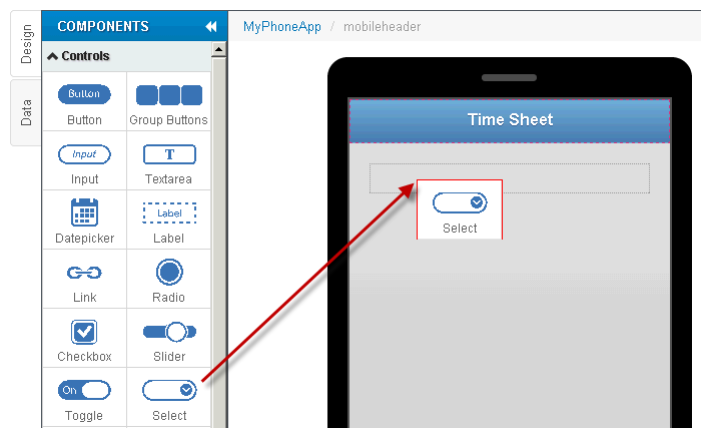 Design
Data
COMPONENTS
Controls
Button
Button
Group Buttons
Input
Input
T
Textarea
Datepicker
Label
Label
Link
Radio
Checkbox
Slider
On
Toggle
Select
MyPhoneApp / mobileheader
Time Sheet
Select